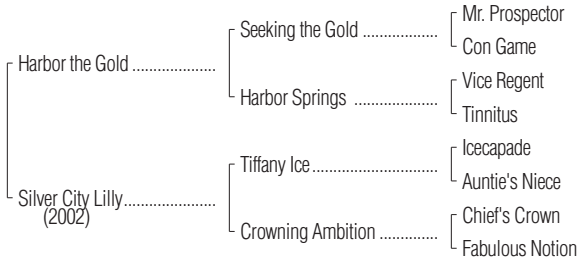 Mr. Prospector
Seeking the Gold ..................
Con Game
Harbor the Gold ....................
Vice Regent
Harbor Springs ....................
Tinnitus
Icecapade
Tiffany Ice..............................
Auntie's Niece
Silver City Lilly......................
(2002)
Chief's Crown
Crowning Ambition ..............
Fabulous Notion